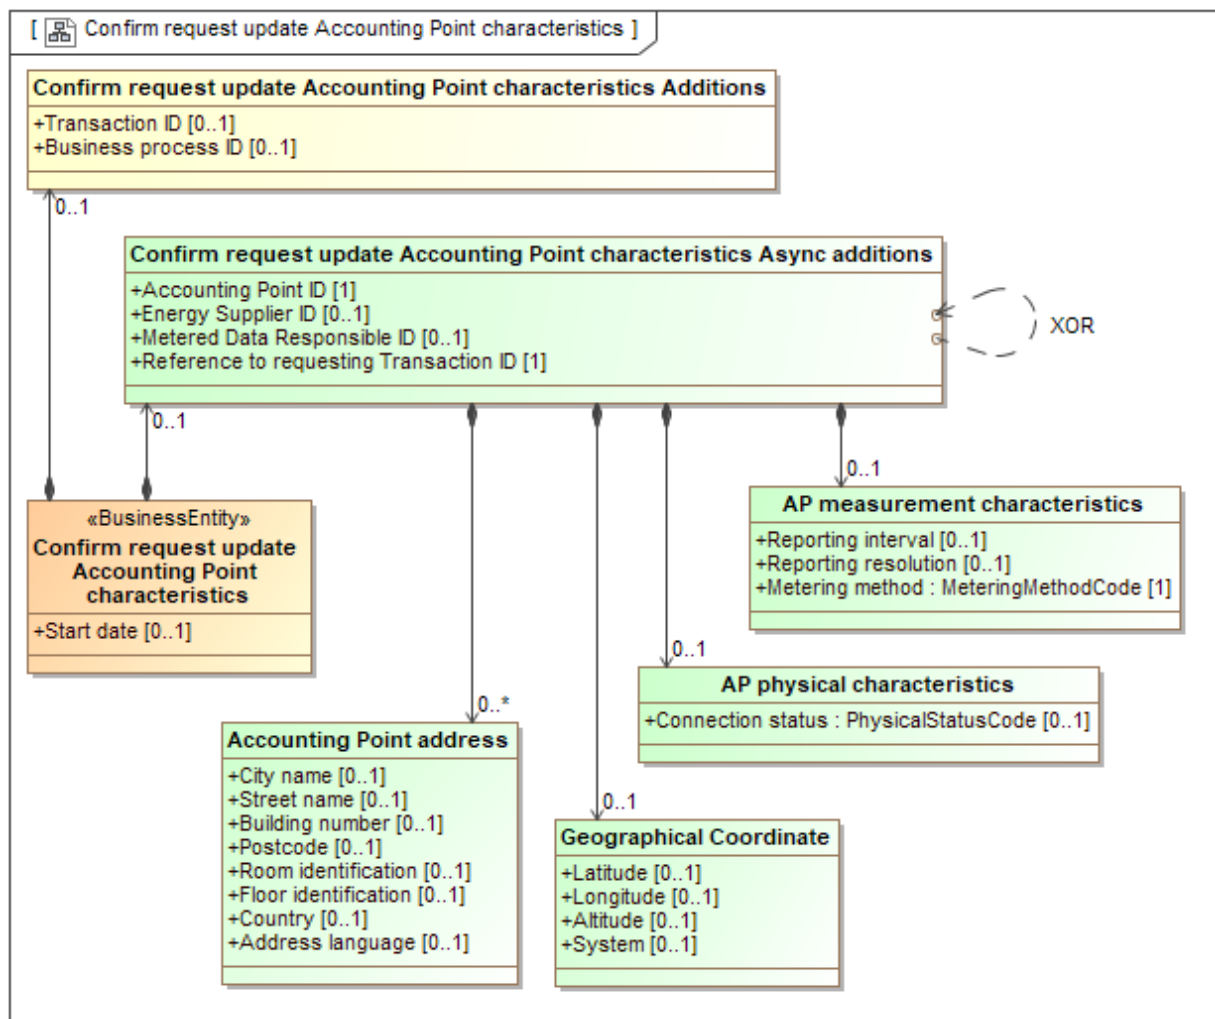 [ Confirm request update Accounting Point characteristics ]
Confirm request update Accounting Point characteristics Additions
+Transaction ID [0..1]
+Business process ID [0..1]
0..1
Confirm request update Accounting Point characteristics Async additions
+Accounting Point ID [1]
+Energy Supplier ID [0..1]
+Metered Data Responsible ID [0..1]
+Reference to requesting Transaction ID [1]
XOR
0..1
0..1
AP measurement characteristics
+Reporting interval [0..1]
+Reporting resolution [0..1]
+Metering method : MeteringMethodCode [1]
«BusinessEntity»
Confirm request update
Accounting Point
characteristics
+Start date [0..1]
0..1
AP physical characteristics
+Connection status : PhysicalStatusCode [0..1]
0..*
Accounting Point address
+City name [0..1]
+Street name [0..1]
+Building number [0..1]
+Postcode [0..1]
+Room identification [0..1]
+Floor identification [0..1]
+Country [0..1]
+Address language [0..1]
0..1
Geographical Coordinate
+Latitude [0..1]
+Longitude [0..1]
+Altitude [0..1]
+System [0..1]